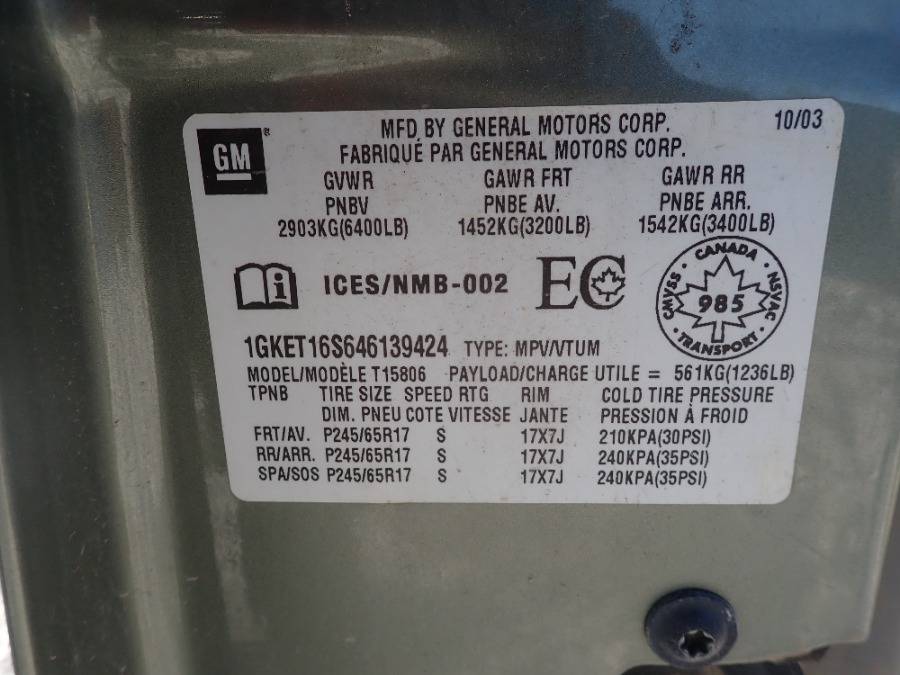 GM
MFD BY GENERAL MOTORS CORP. 10/03
FABRIQUÉ PAR GENERAL MOTORS CORP.
GVWR GAWR FRT GAWR RR
PNBV PNBE AV. PNBE ARR.
2903KG(6400LB) 1452KG(3200LB) 1542KG(3400LB)
ICES/NMB-002 EC
CANADA
CMVSS 985 NSVAC
TRANSPORT
1GKET16S646139424 TYPE: MPV/VTUM
MODEL/MODÈLE T15806 PAYLOAD/CHARGE UTILE = 561KG(1236LB)
TPNB TIRE SIZE SPEED RTG RIM COLD TIRE PRESSURE
DIM. PNEU COTE VITESSE JANTE PRESSION À FROID
FRT/AV. P245/65R17 S 17X7J 210KPA(30PSI)
RR/ARR. P245/65R17 S 17X7J 240KPA(35PSI)
SPA/SOS P245/65R17 S 17X7J 240KPA(35PSI)